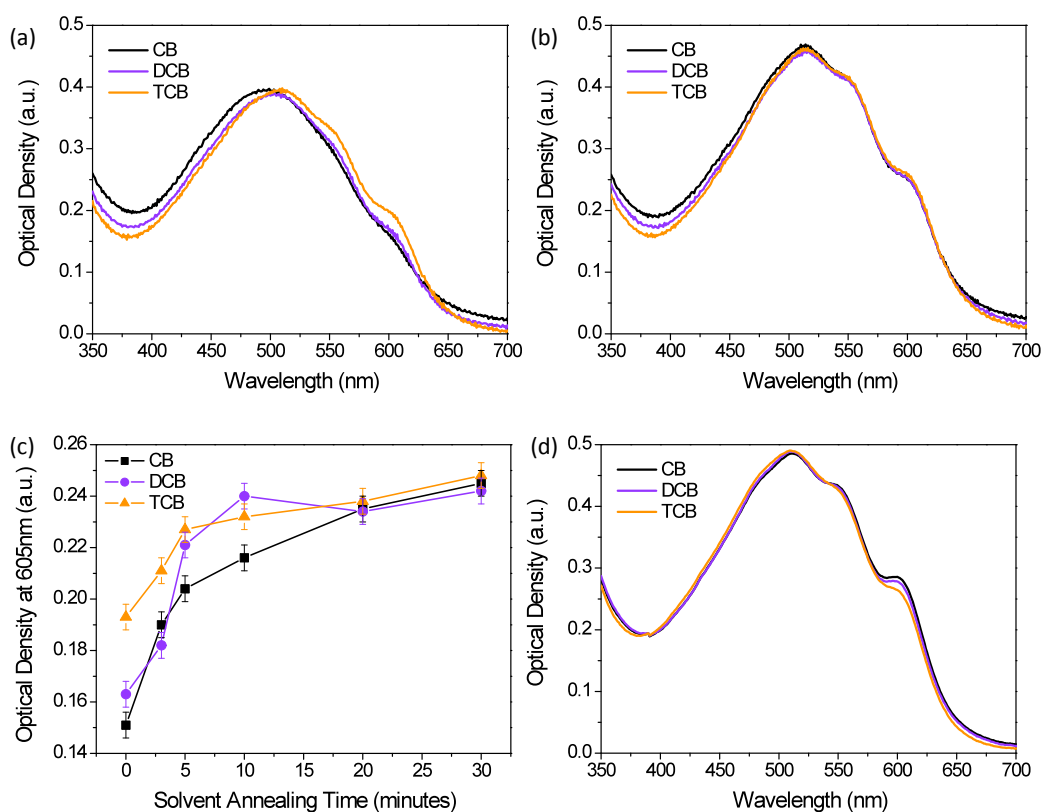 (a)
CB
DCB
TCB
Optical Density (a.u.)
0.5
0.4
0.3
0.2
0.1
0.0
350 400 450 500 550 600 650 700
Wavelength (nm)
(b)
CB
DCB
TCB
Optical Density (a.u.)
0.5
0.4
0.3
0.2
0.1
0.0
350 400 450 500 550 600 650 700
Wavelength (nm)
(c)
CB
DCB
TCB
Optical Density at 605nm (a.u.)
0.26
0.24
0.22
0.20
0.18
0.16
0.14
0 5 10 15 20 25 30
Solvent Annealing Time (minutes)
(d)
CB
DCB
TCB
Optical Density (a.u.)
0.5
0.4
0.3
0.2
0.1
0.0
350 400 450 500 550 600 650 700
Wavelength (nm)